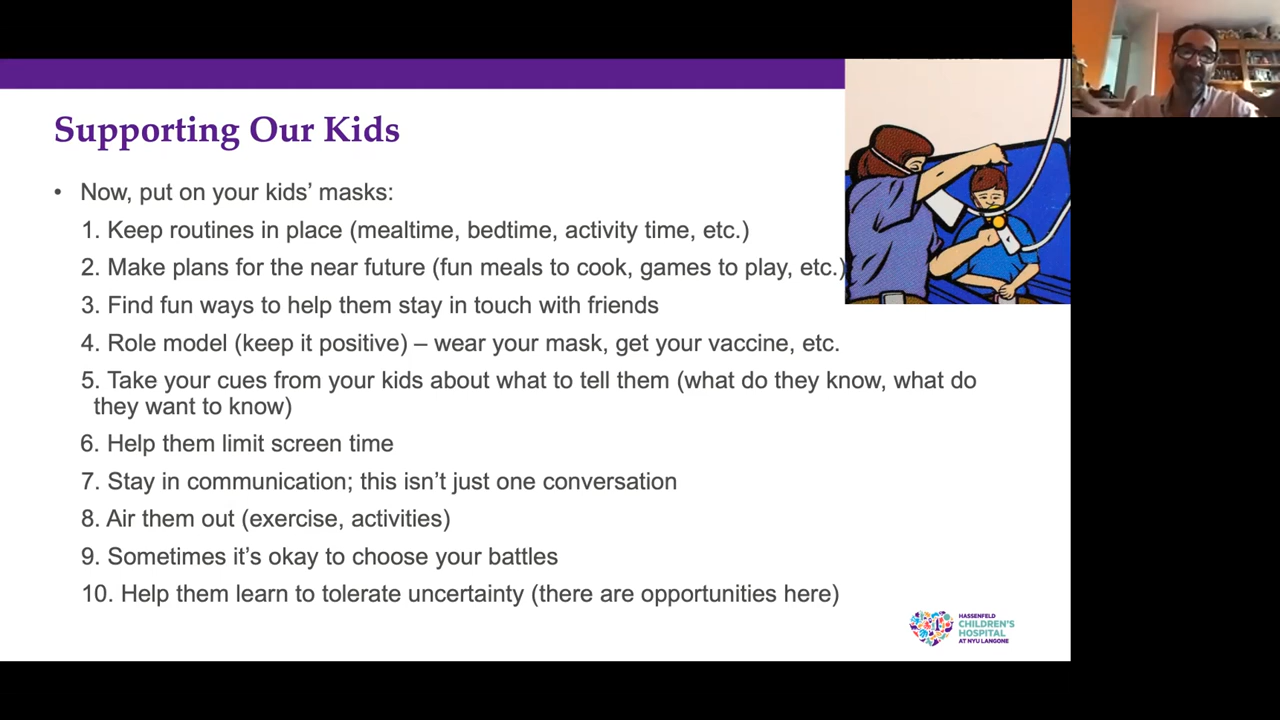 Supporting Our Kids
• Now, put on your kids’ masks:
1. Keep routines in place (mealtime, bedtime, activity time, etc.)
2. Make plans for the near future (fun meals to cook, games to play, etc.)
3. Find fun ways to help them stay in touch with friends
4. Role model (keep it positive) – wear your mask, get your vaccine, etc.
5. Take your cues from your kids about what to tell them (what do they know, what do
they want to know)
6. Help them limit screen time
7. Stay in communication; this isn’t just one conversation
8. Air them out (exercise, activities)
9. Sometimes it’s okay to choose your battles
10. Help them learn to tolerate uncertainty (there are opportunities here)
HASSENFELD
CHILDREN'S
HOSPITAL
AT NYU LANGONE